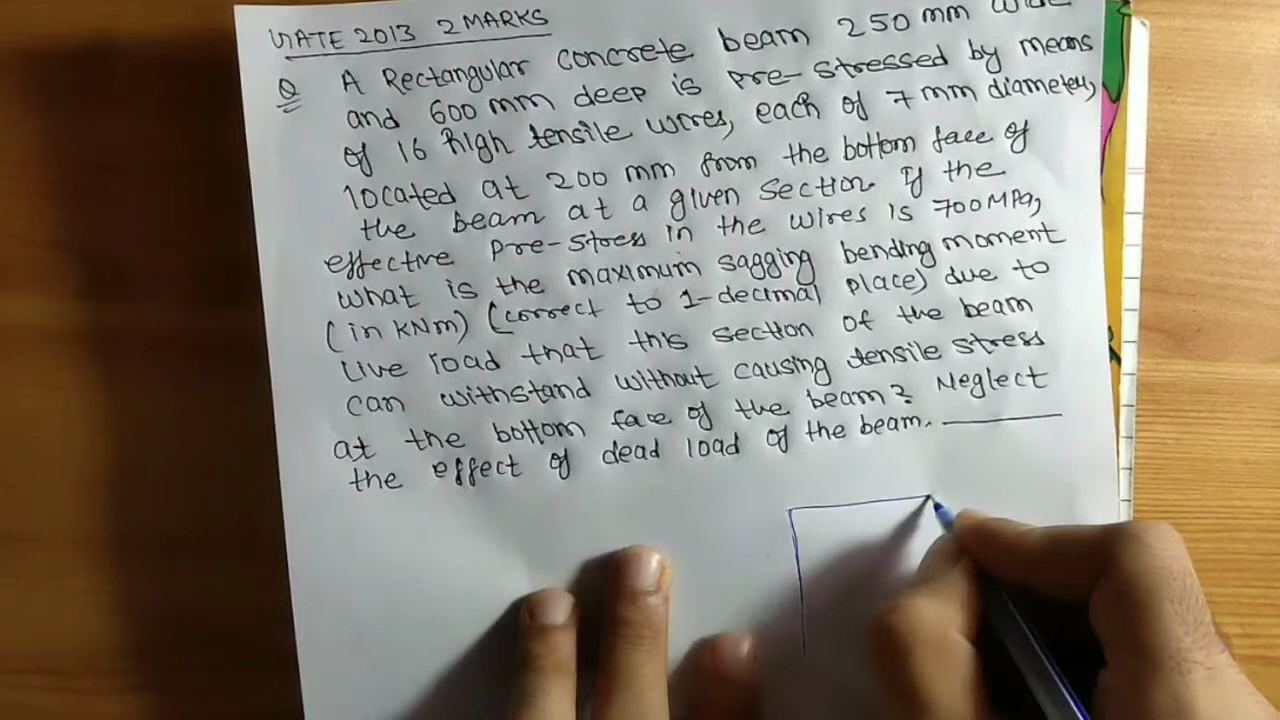 GATE 2013 2 MARKS
Q A Rectangular concrete beam 250 mm wide
and 600 mm deep is pre-stressed by means
of 16 high tensile wires, each of 7 mm diameter,
located at 200 mm from the bottom face of
the beam at a given section. If the
effective pre-stress in the wires is 700 MPa,
what is the maximum sagging bending moment
(in kNm) (correct to 1-decimal place) due to
live load that this section of the beam
can withstand without causing tensile stress
at the bottom face of the beam? Neglect
the effect of dead load of the beam.